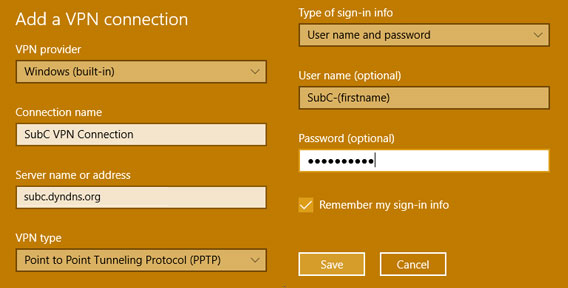 Add a VPN connection
VPN provider
Windows (built-in)
Connection name
SubC VPN Connection
Server name or address
subc.dyndns.org
VPN type
Point to Point Tunneling Protocol (PPTP)
Type of sign-in info
User name and password
User name (optional)
SubC-(firstname)
Password (optional)
●●●●●●●●●●
Remember my sign-in info
Save
Cancel